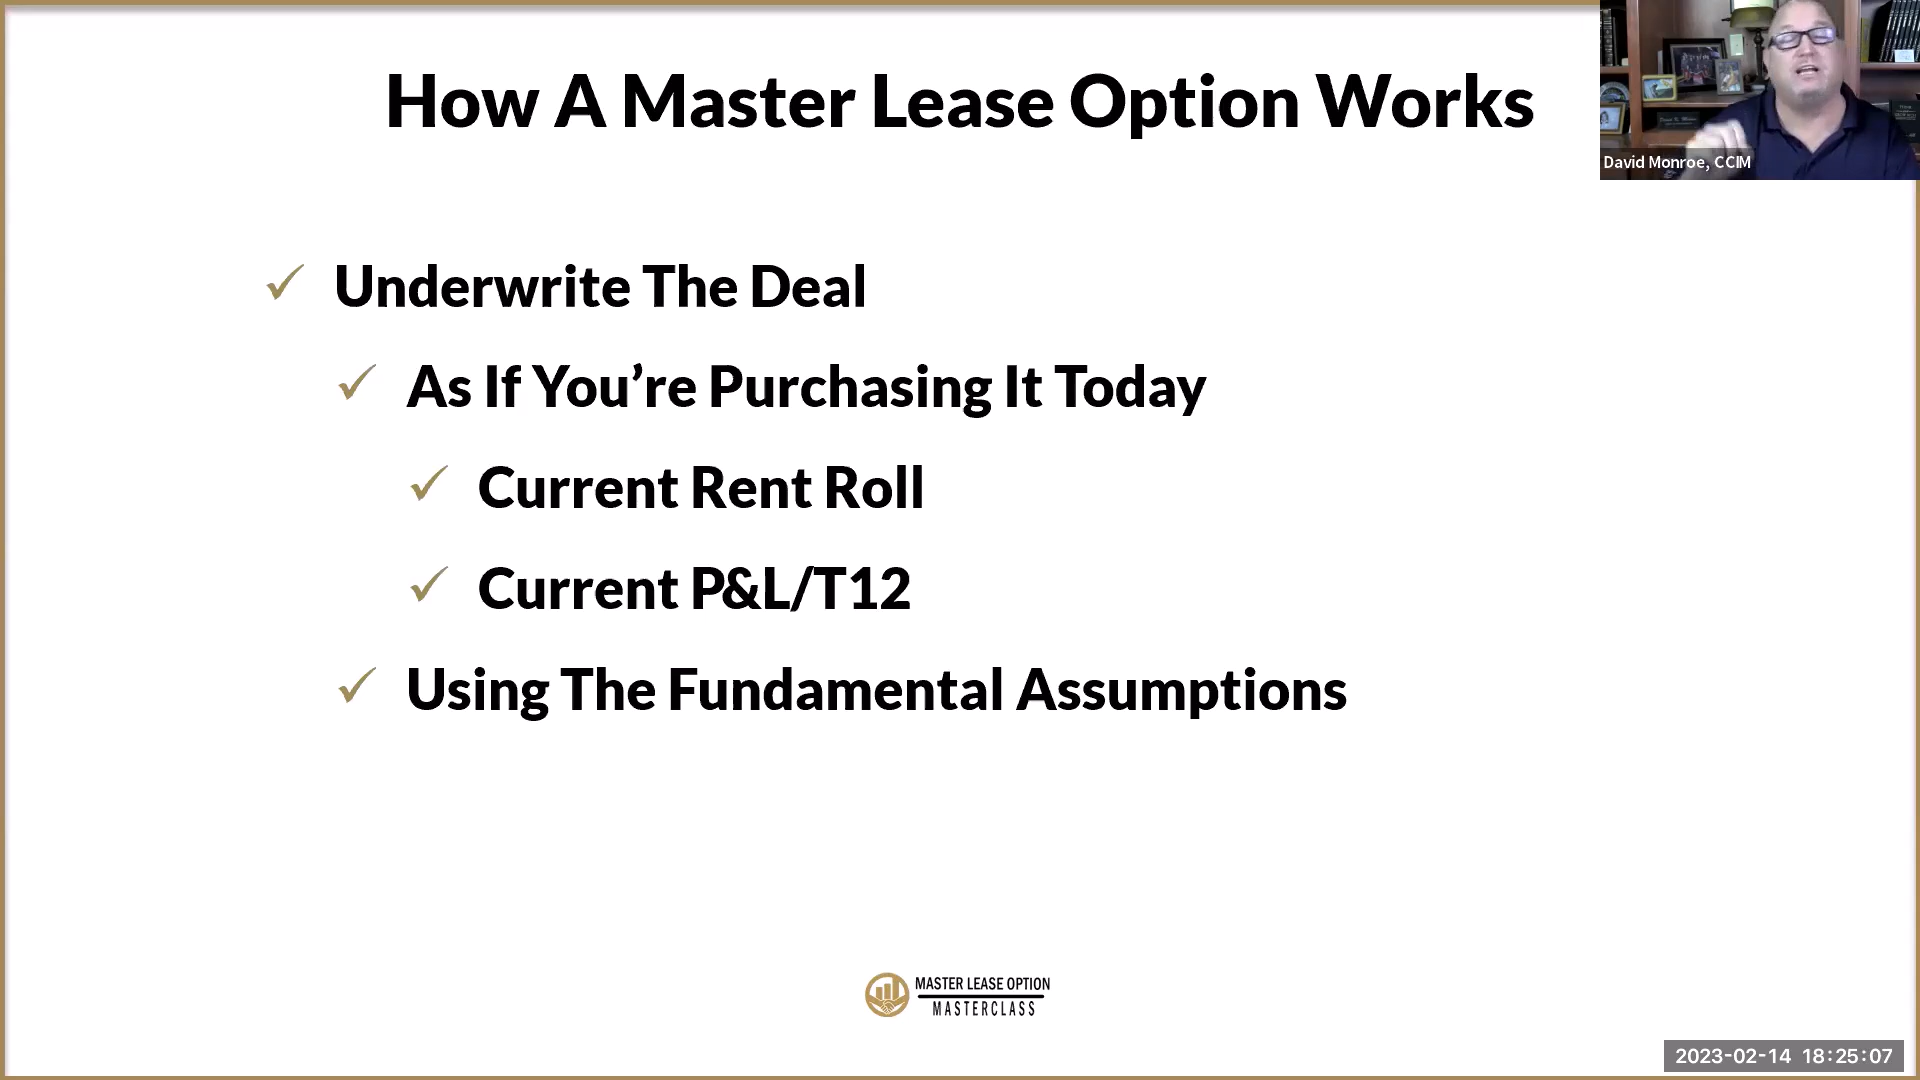 How A Master Lease Option Works
David Monroe, CCIM
Underwrite The Deal
As If You’re Purchasing It Today
Current Rent Roll
Current P&L/T12
Using The Fundamental Assumptions
MASTER LEASE OPTION
MASTERCLASS
2023-02-14 18:25:07